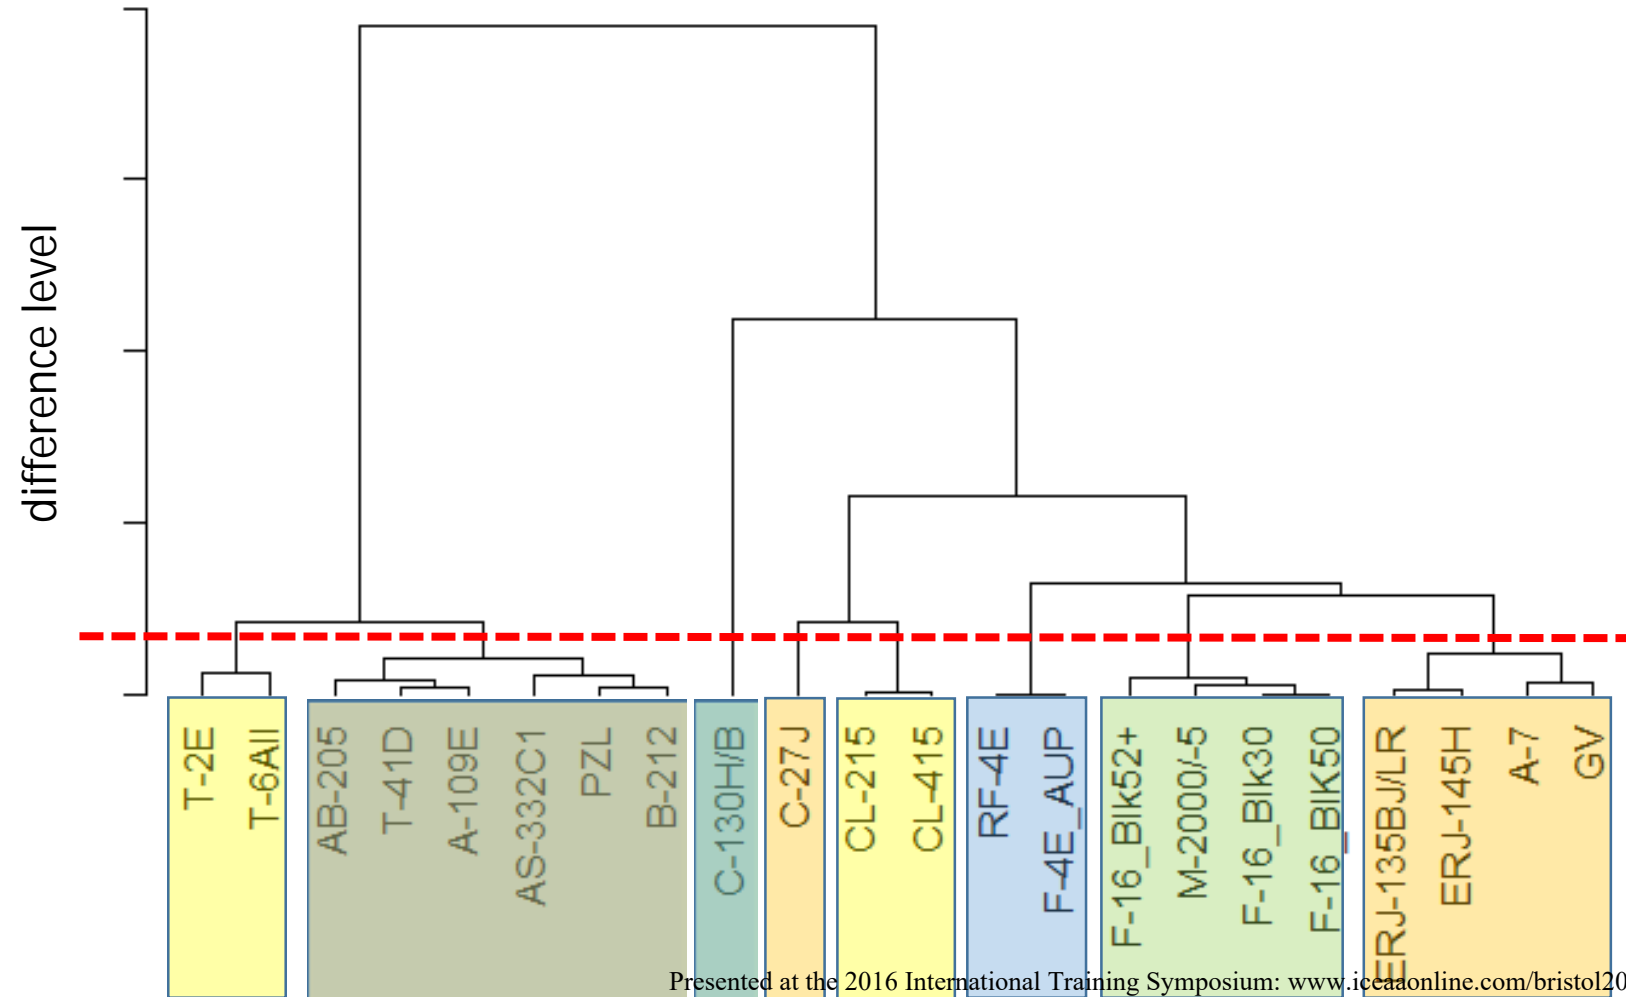 difference level
T-2E
T-6AII
AB-205
T-41D
A-109E
AS-332C1
PZL
B-212
C-130H/B
C-27J
CL-215
CL-415
RF-4E
F-4E_AUP
F-16_Blk52+
M-2000/-5
F-16_Blk30
F-16_BlK50
ERJ-135BJ/LR
ERJ-145H
A-7
GV
Presented at the 2016 International Training Symposium: www.iceaaonline.com/bristol20